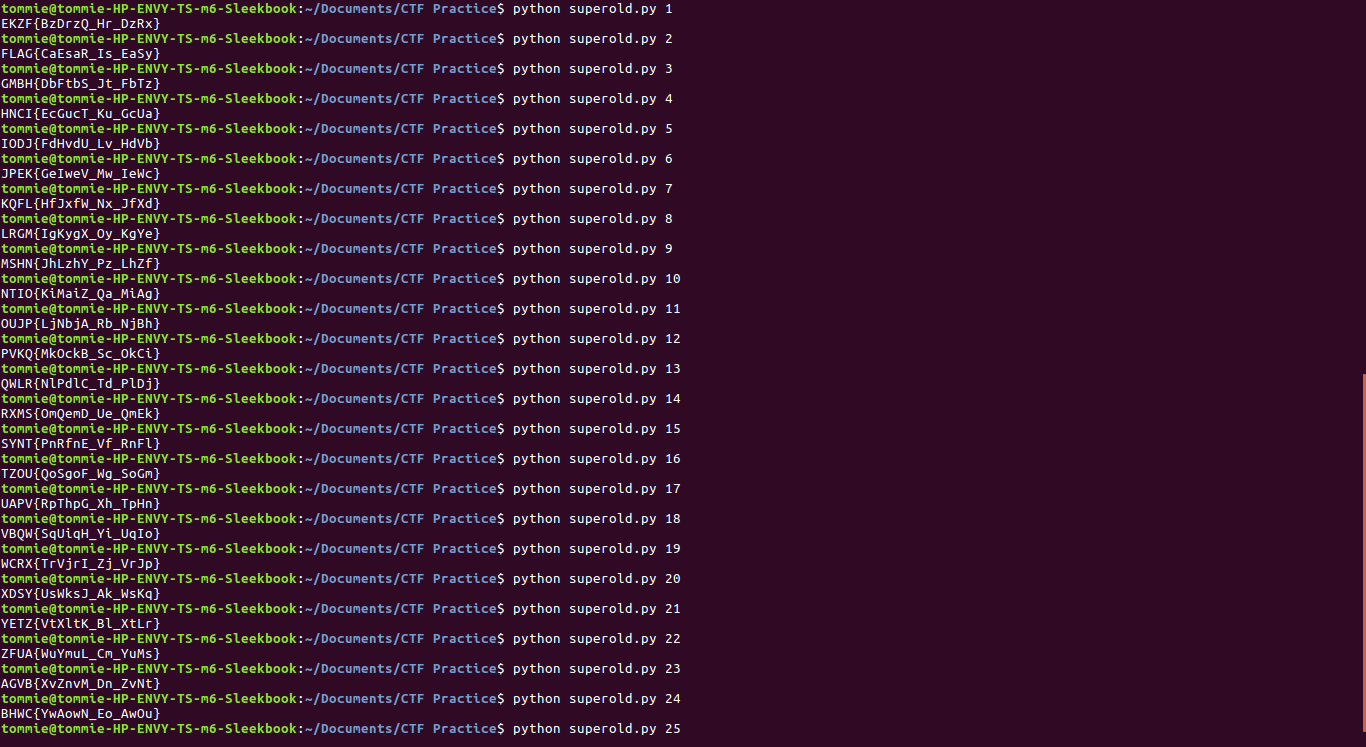 tommie@tommie-HP-ENVY-TS-m6-Sleekbook:~/Documents/CTF Practice$ python superold.py 1
EKZF{BzDrzQ_Hr_DzRx}
tommie@tommie-HP-ENVY-TS-m6-Sleekbook:~/Documents/CTF Practice$ python superold.py 2
FLAG{CaEsaR_Is_EaSy}
tommie@tommie-HP-ENVY-TS-m6-Sleekbook:~/Documents/CTF Practice$ python superold.py 3
GMBH{DbFtbS_Jt_FbTz}
tommie@tommie-HP-ENVY-TS-m6-Sleekbook:~/Documents/CTF Practice$ python superold.py 4
HNCI{EcGucT_Ku_GcUa}
tommie@tommie-HP-ENVY-TS-m6-Sleekbook:~/Documents/CTF Practice$ python superold.py 5
IODJ{FdHvdU_Lv_HdVb}
tommie@tommie-HP-ENVY-TS-m6-Sleekbook:~/Documents/CTF Practice$ python superold.py 6
JPEK{GeIweV_Mw_IeWc}
tommie@tommie-HP-ENVY-TS-m6-Sleekbook:~/Documents/CTF Practice$ python superold.py 7
KQFL{HfJxfW_Nx_JfXd}
tommie@tommie-HP-ENVY-TS-m6-Sleekbook:~/Documents/CTF Practice$ python superold.py 8
LRGM{IgKygX_Oy_KgYe}
tommie@tommie-HP-ENVY-TS-m6-Sleekbook:~/Documents/CTF Practice$ python superold.py 9
MSHN{JhLzhY_Pz_LhZf}
tommie@tommie-HP-ENVY-TS-m6-Sleekbook:~/Documents/CTF Practice$ python superold.py 10
NTIO{KiMaiZ_Qa_MiAg}
tommie@tommie-HP-ENVY-TS-m6-Sleekbook:~/Documents/CTF Practice$ python superold.py 11
OUJP{LjNbjA_Rb_NjBh}
tommie@tommie-HP-ENVY-TS-m6-Sleekbook:~/Documents/CTF Practice$ python superold.py 12
PVKQ{MkOckB_Sc_OkCi}
tommie@tommie-HP-ENVY-TS-m6-Sleekbook:~/Documents/CTF Practice$ python superold.py 13
QWLR{NlPdlC_Td_PlDj}
tommie@tommie-HP-ENVY-TS-m6-Sleekbook:~/Documents/CTF Practice$ python superold.py 14
RXMS{OmQemD_Ue_QmEk}
tommie@tommie-HP-ENVY-TS-m6-Sleekbook:~/Documents/CTF Practice$ python superold.py 15
SYNT{PnRfnE_Vf_RnFl}
tommie@tommie-HP-ENVY-TS-m6-Sleekbook:~/Documents/CTF Practice$ python superold.py 16
TZOU{QoSgoF_Wg_SoGm}
tommie@tommie-HP-ENVY-TS-m6-Sleekbook:~/Documents/CTF Practice$ python superold.py 17
UAPV{RpThpG_Xh_TpHn}
tommie@tommie-HP-ENVY-TS-m6-Sleekbook:~/Documents/CTF Practice$ python superold.py 18
VBQW{SqUiqH_Yi_UqIo}
tommie@tommie-HP-ENVY-TS-m6-Sleekbook:~/Documents/CTF Practice$ python superold.py 19
WCRX{TrVjrI_Zj_VrJp}
tommie@tommie-HP-ENVY-TS-m6-Sleekbook:~/Documents/CTF Practice$ python superold.py 20
XDSY{UsWksJ_Ak_WsKq}
tommie@tommie-HP-ENVY-TS-m6-Sleekbook:~/Documents/CTF Practice$ python superold.py 21
YETZ{VtXltK_Bl_XtLr}
tommie@tommie-HP-ENVY-TS-m6-Sleekbook:~/Documents/CTF Practice$ python superold.py 22
ZFUA{WuYmuL_Cm_YuMs}
tommie@tommie-HP-ENVY-TS-m6-Sleekbook:~/Documents/CTF Practice$ python superold.py 23
AGVB{XvZnvM_Dn_ZvNt}
tommie@tommie-HP-ENVY-TS-m6-Sleekbook:~/Documents/CTF Practice$ python superold.py 24
BHWC{YwAowN_Eo_AwOu}
tommie@tommie-HP-ENVY-TS-m6-Sleekbook:~/Documents/CTF Practice$ python superold.py 25